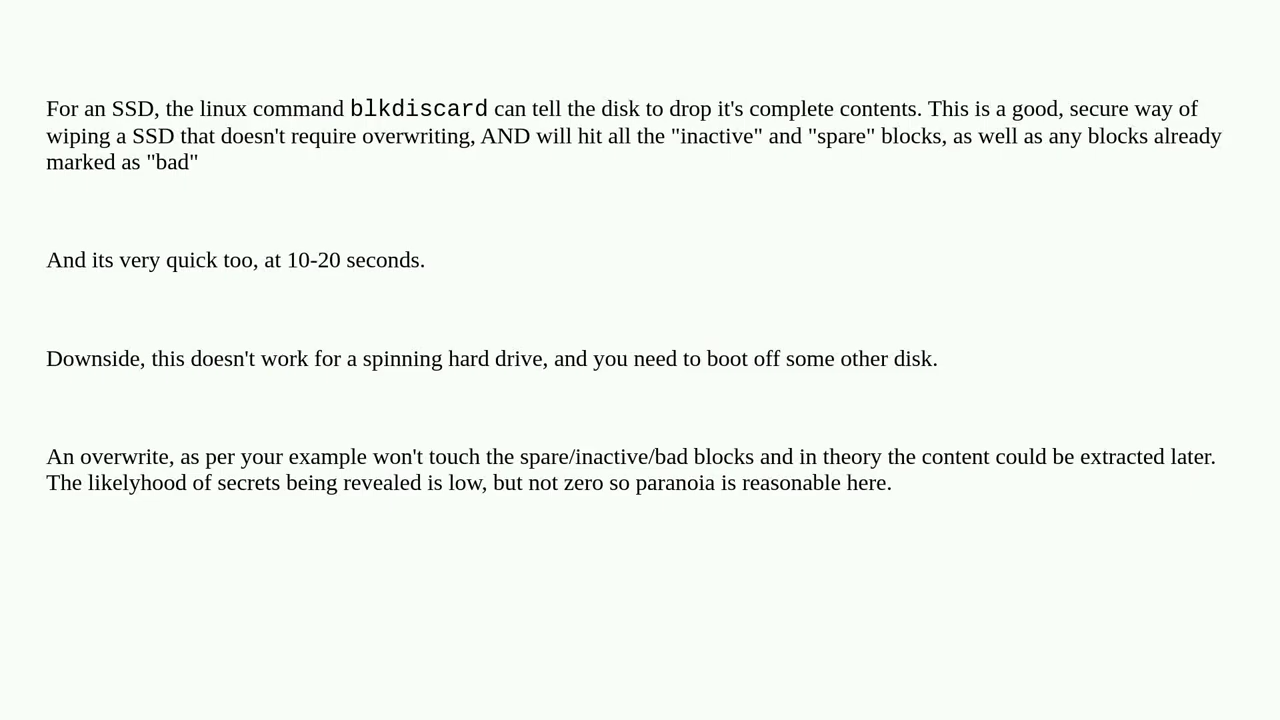 For an SSD, the linux command blkdiscard can tell the disk to drop it's complete contents. This is a good, secure way of
wiping a SSD that doesn't require overwriting, AND will hit all the "inactive" and "spare" blocks, as well as any blocks already
marked as "bad"
And its very quick too, at 10-20 seconds.
Downside, this doesn't work for a spinning hard drive, and you need to boot off some other disk.
An overwrite, as per your example won't touch the spare/inactive/bad blocks and in theory the content could be extracted later.
The likelyhood of secrets being revealed is low, but not zero so paranoia is reasonable here.